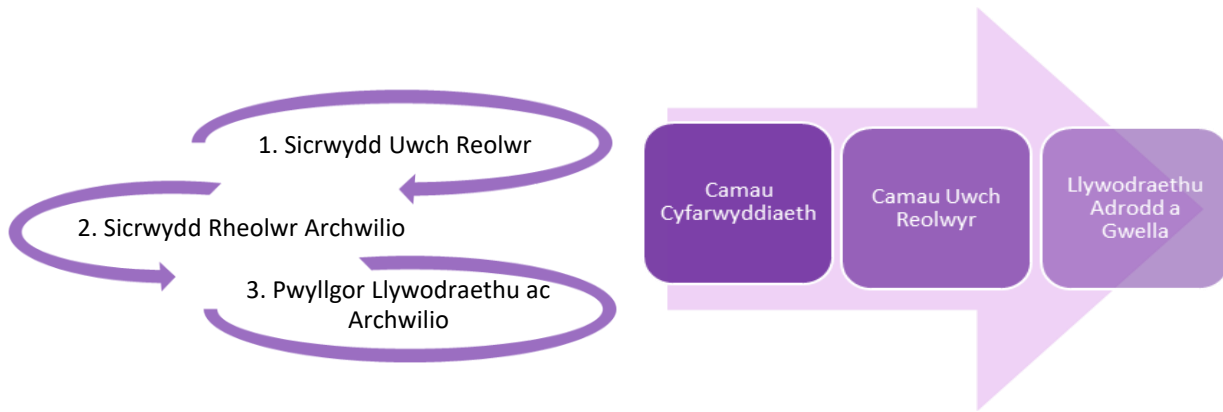 1. Sicrwydd Uwch Reolwr
2. Sicrwydd Rheolwr Archwilio
3. Pwyllgor Llywodraethu ac
Archwilio
Camau
Cyfarwyddiaeth
Camau Uwch
Reolwyr
Llywodraethu
Adrodd a
Gwella